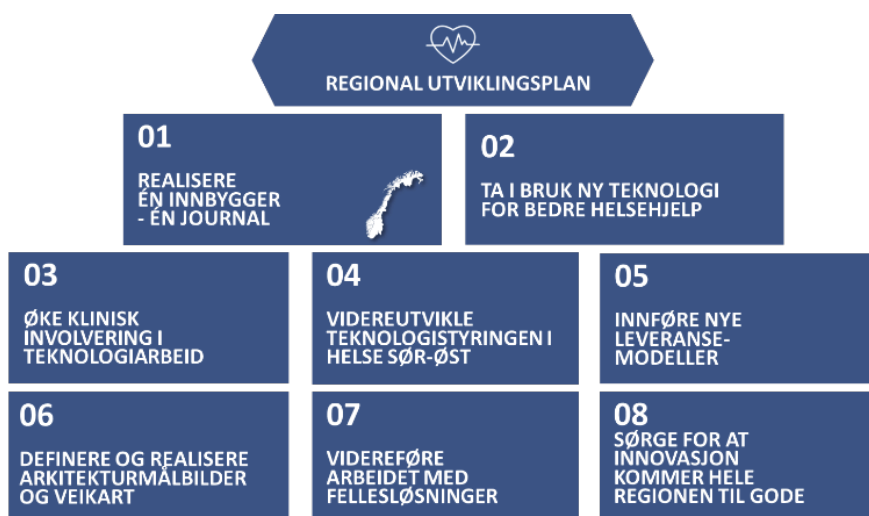 REGIONAL UTVIKLINGSPLAN
01
REALISERE
ÉN INNBYGGER
- ÉN JOURNAL
02
TA I BRUK NY TEKNOLOGI
FOR BEDRE HELSEHJELP
03
ØKE KLINISK
INVOLVERING I
TEKNOLOGIARBEID
04
VIDEREUTVIKLE
TEKNOLOGISTYRINGEN I
HELSE SØR-ØST
05
INNFØRE NYE
LEVERANSE-
MODELLER
06
DEFINERE OG REALISERE
ARKITEKTURMÅLBILDER
OG VEIKART
07
VIDEREFØRE
ARBEIDET MED
FELLESLØSNINGER
08
SØRGE FOR AT
INNOVASJON
KOMMER HELE
REGIONEN TIL GODE